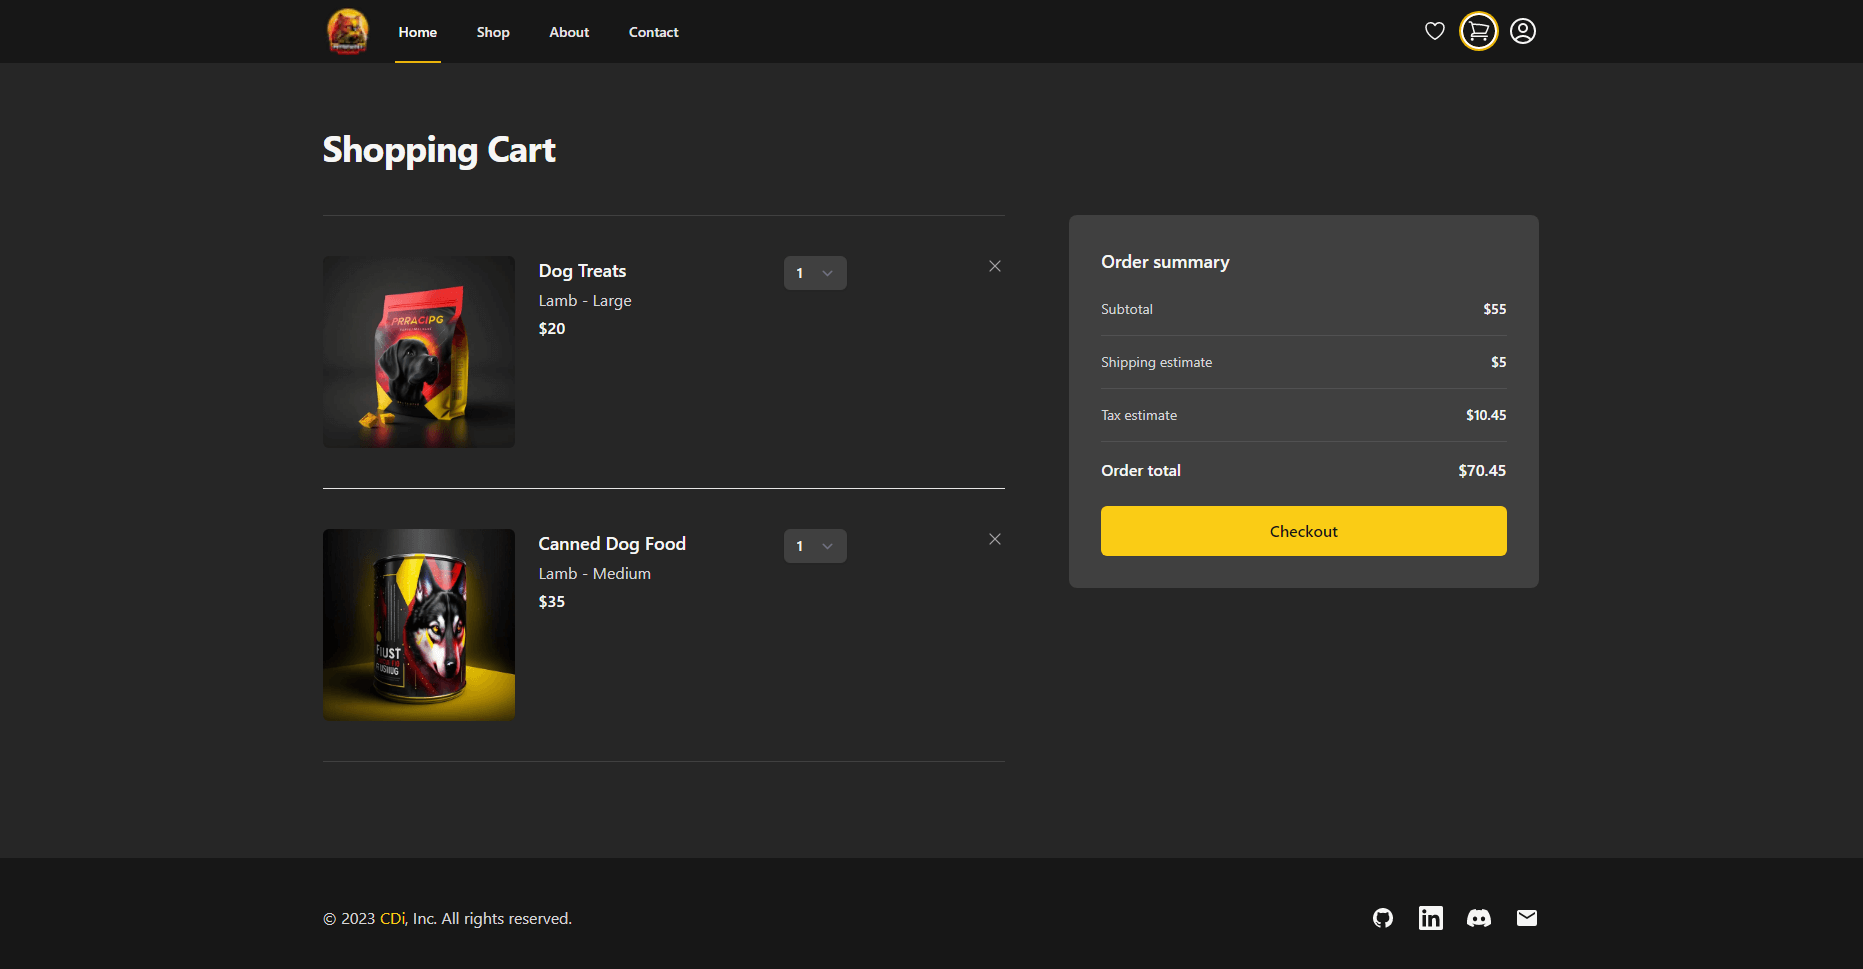 Home Shop About Contact
Shopping Cart
Dog Treats
Lamb - Large
$20
1
PRRACIPG
Canned Dog Food
Lamb - Medium
$35
1
FIUST
Order summary
Subtotal $55
Shipping estimate $5
Tax estimate $10.45
Order total $70.45
Checkout
© 2023 CDi, Inc. All rights reserved.
in